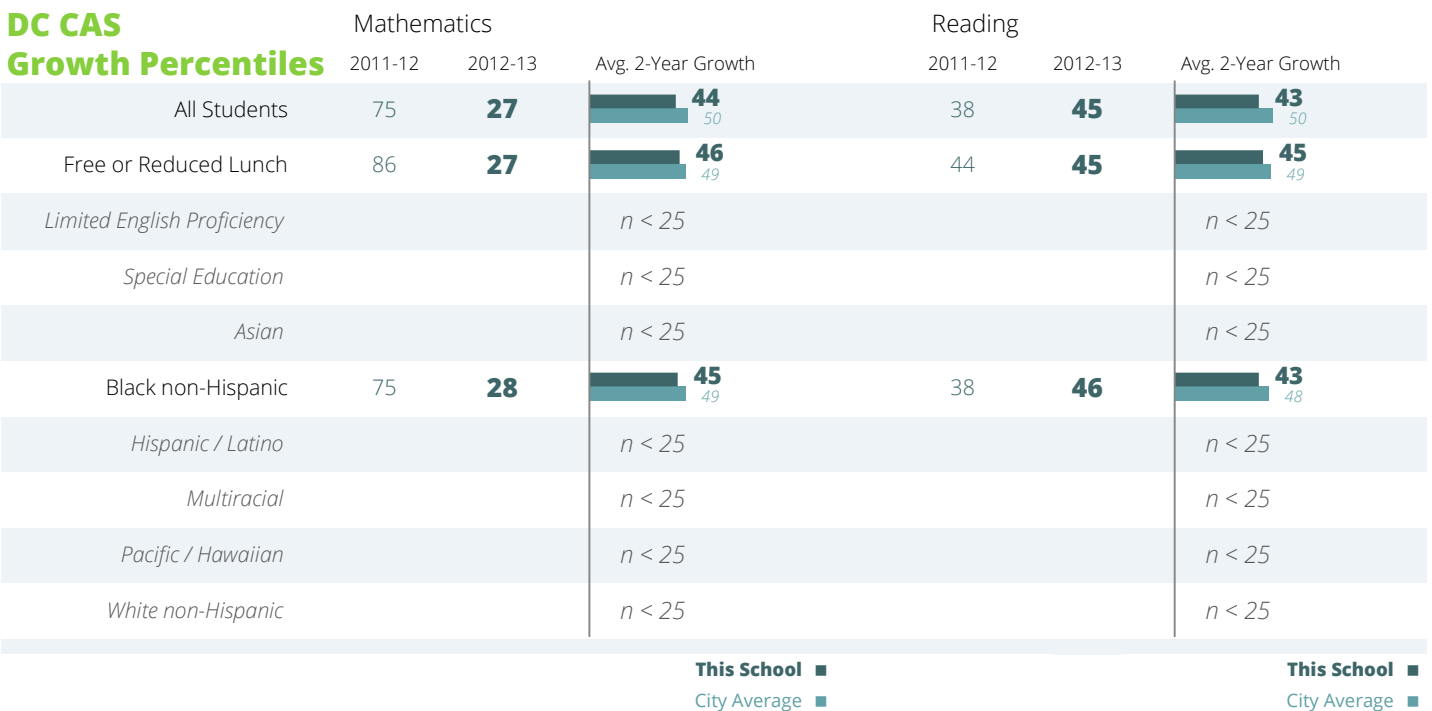 DC CAS
Growth Percentiles
Mathematics Reading
2011-12 2012-13 Avg. 2-Year Growth 2011-12 2012-13 Avg. 2-Year Growth
All Students 75 27 44 50 38 45 43 50
Free or Reduced Lunch 86 27 46 49 44 45 45 49
Limited English Proficiency n < 25 n < 25
Special Education n < 25 n < 25
Asian n < 25 n < 25
Black non-Hispanic 75 28 45 49 38 46 43 48
Hispanic / Latino n < 25 n < 25
Multiracial n < 25 n < 25
Pacific / Hawaiian n < 25 n < 25
White non-Hispanic n < 25 n < 25
This School This School
City Average City Average